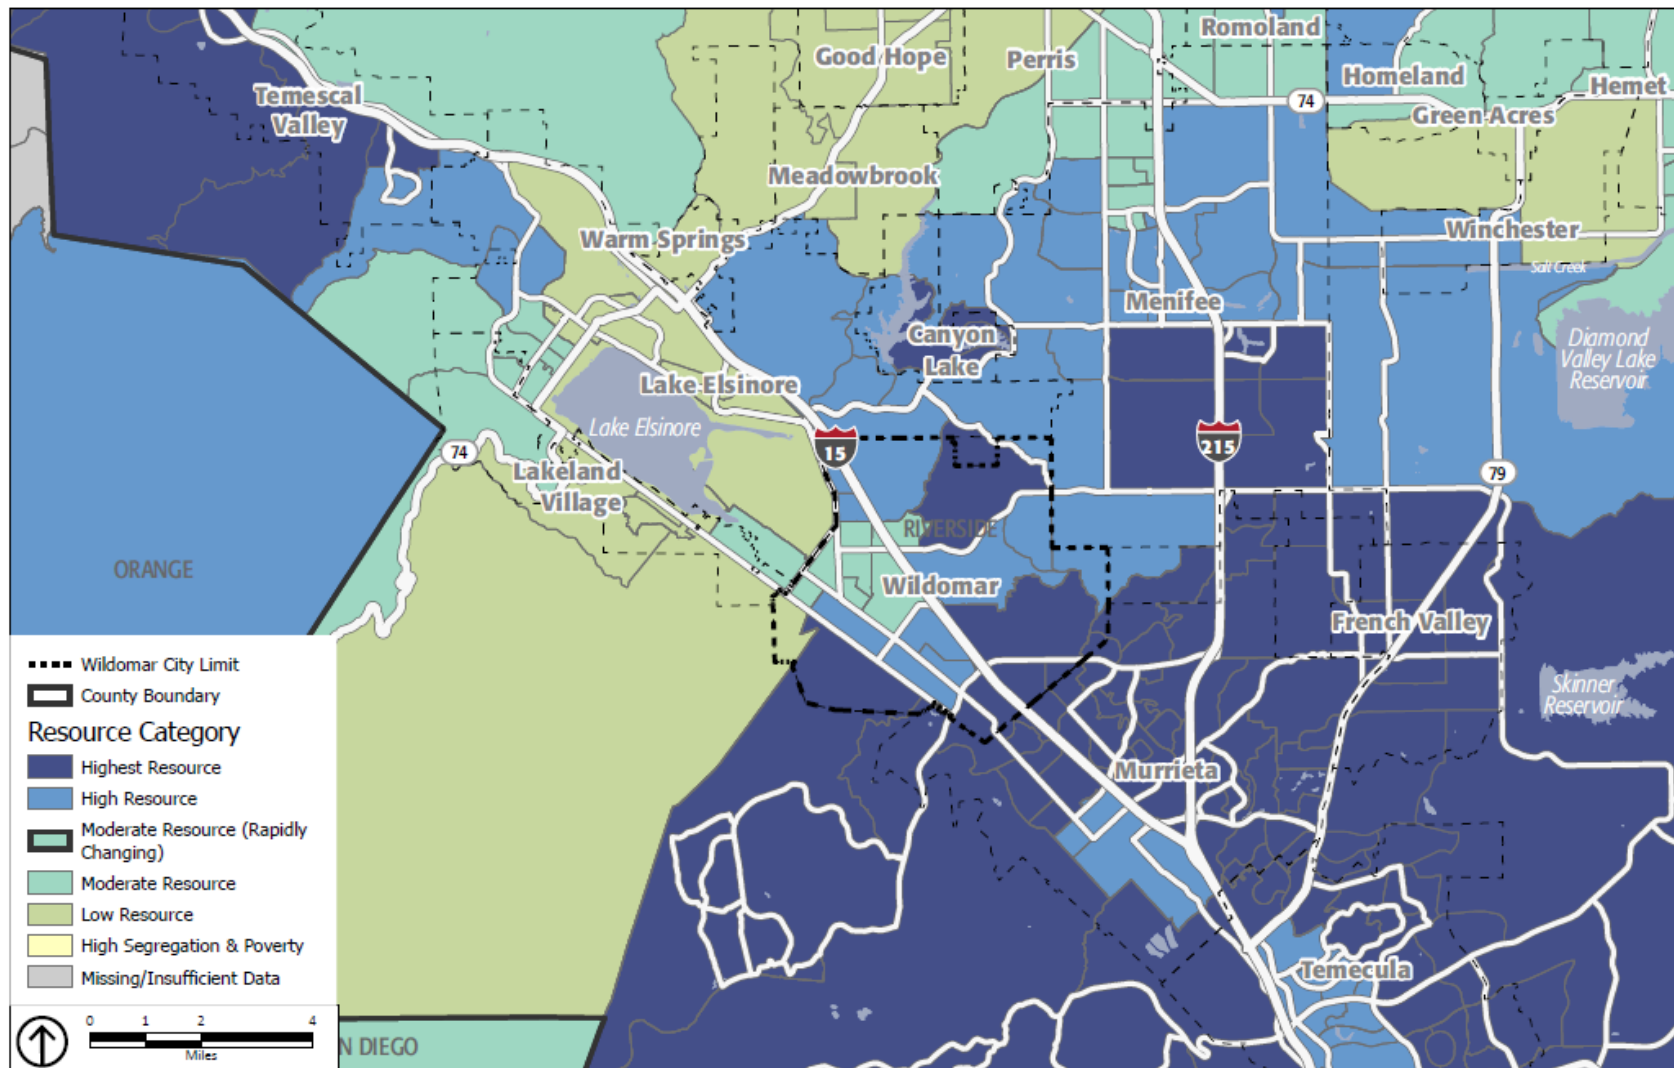 Romoland
Good Hope
Perris
Homeland
Hemet
Temescal
Valley
74
Green Acres
Meadowbrook
Warm Springs
Winchester
Salt Creek
Menifee
Canyon
Lake
Diamond
Valley Lake
Reservoir
Lake Elsinore
Lake Elsinore
15
215
74
79
Lakeland
Village
RIVERSIDE
ORANGE
Wildomar
French Valley
Skinner
Reservoir
Murrieta
Temecula
N DIEGO
Wildomar City Limit
County Boundary
Resource Category
Highest Resource
High Resource
Moderate Resource (Rapidly
Changing)
Moderate Resource
Low Resource
High Segregation & Poverty
Missing/Insufficient Data
0 1 2 4
Miles